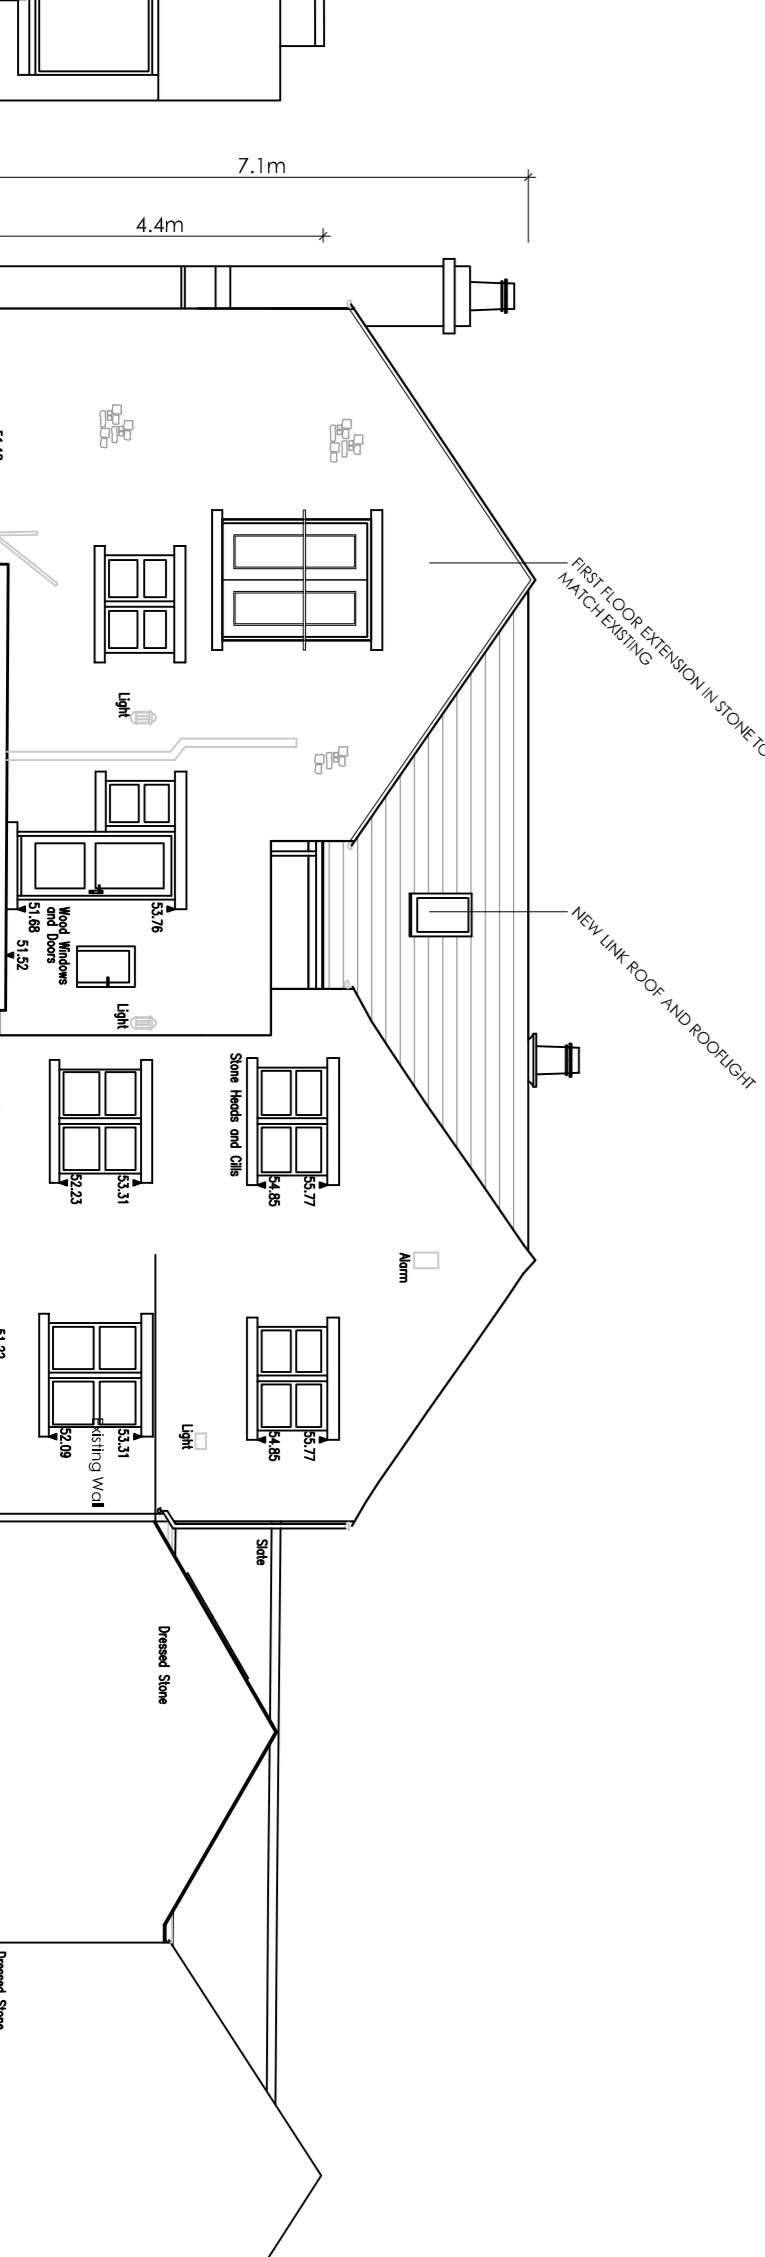 7.1m
4.4m
FIRST FLOOR EXTENSION IN STONE TO
MATCH EXISTING
NEW LINK ROOF AND ROOFLIGHT
Light
53.76
Wood Windows
and Doors
51.68
51.52
Light
Stone Heads and Cills
55.77
54.85
53.31
52.23
Alarm
55.77
54.85
Light
53.31
Existing Wall
52.09
Slate
Dressed Stone
Dressed Stone